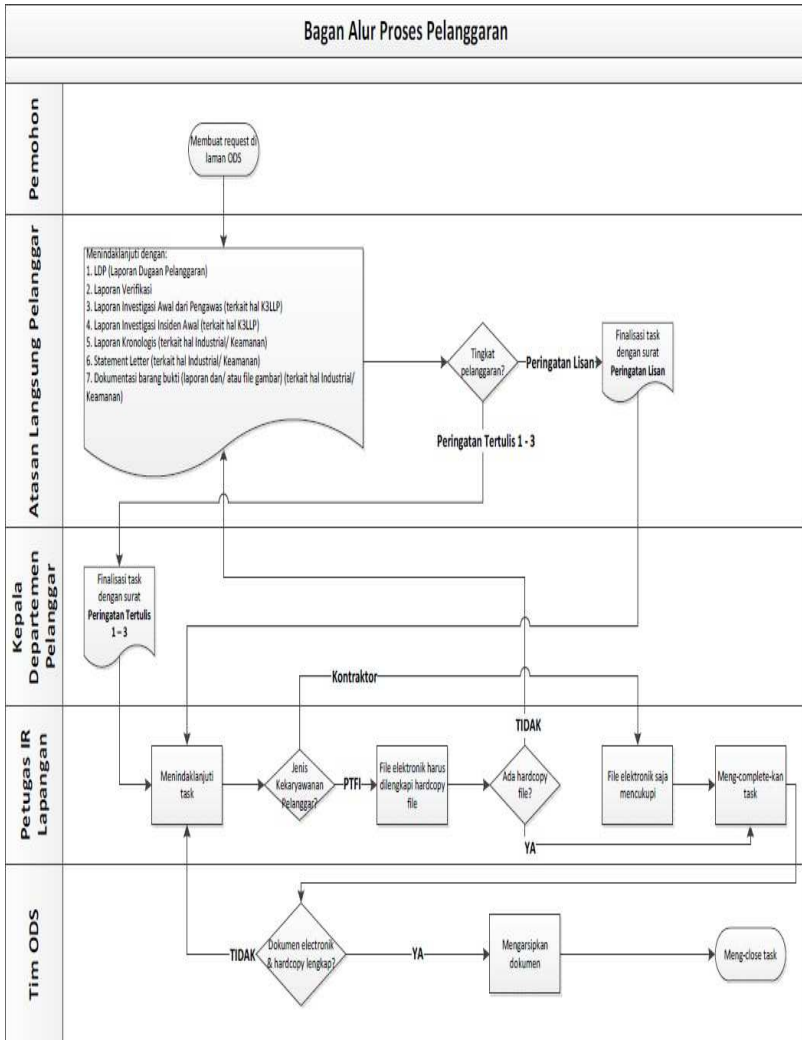 Bagan Alur Proses Pelanggaran
Pemohon
Membuat request di
laman ODS
Atasan Langsung Pelanggar
Menindaklanjuti dengan:
1. LDP (Laporan Dugaan Pelanggaran)
2. Laporan Verifikasi
3. Laporan Investigasi Awal dari Pengawas (terkait hal K3LLP)
4. Laporan Investigasi Insiden Awal (terkait hal K3LLP)
5. Laporan Kronologis (terkait hal Industrial/ Keamanan)
6. Statement Letter (terkait hal Industrial/ Keamanan)
7. Dokumentasi barang bukti (laporan dan/ atau file gambar) (terkait hal Industrial/
Keamanan)
Tingkat
pelanggaran?
Peringatan Lisan
Finalisasi task
dengan surat
Peringatan Lisan
Peringatan Tertulis 1 - 3
Kepala
Departemen
Pelanggar
Finalisasi task
dengan surat
Peringatan Tertulis
1 – 3
Kontraktor
Petugas IR
Lapangan
Menindaklanjuti
task
Jenis
Kekaryawanan
Pelanggar?
PTFI
File elektronik harus
dilengkapi hardcopy
file
TIDAK
Ada hardcopy
file?
YA
File elektronik saja
mencukupi
Meng-complete-kan
task
Tim ODS
TIDAK
Dokumen electronik
& hardcopy lengkap?
YA
Mengarsipkan
dokumen
Meng-close task